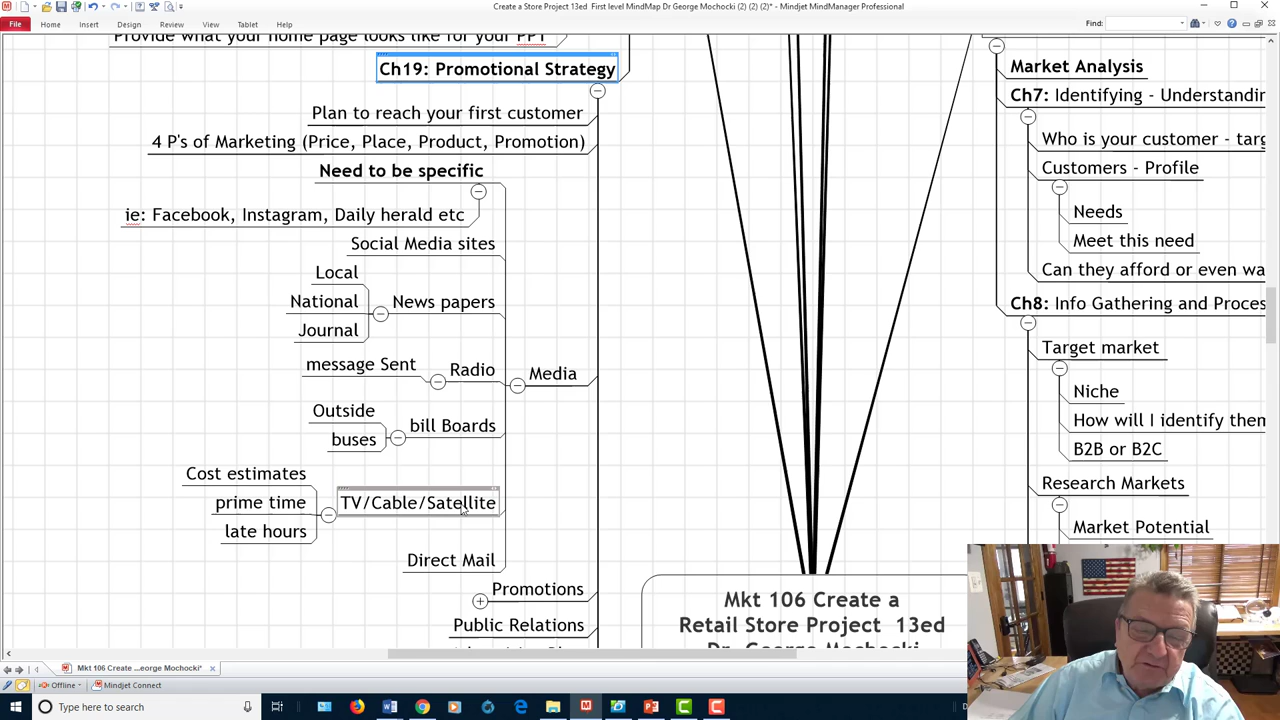 Create a Store Project 13ed First level MindMap Dr George Mochocki (2) (2) (2)* - Mindjet MindManager Professional
File Home Insert Design Review View Tablet Help
Find:
Provide what your home page looks like for your PPT
Ch19: Promotional Strategy
Plan to reach your first customer
4 P's of Marketing (Price, Place, Product, Promotion)
Need to be specific
ie: Facebook, Instagram, Daily herald etc
Social Media sites
Local
National
Journal
News papers
message Sent
Radio
Media
Outside
buses
bill Boards
Cost estimates
prime time
late hours
TV/Cable/Satellite
Direct Mail
Promotions
Public Relations
Mkt 106 Create a
Retail Store Project 13ed
Dr. George Mochocki
Market Analysis
Ch7: Identifying - Understandin
Who is your customer - targ
Customers - Profile
Needs
Meet this need
Can they afford or even wa
Ch8: Info Gathering and Proces
Target market
Niche
How will I identify them
B2B or B2C
Research Markets
Market Potential
Mkt 106 Create ...eorge Mochocki*
Offline
Mindjet Connect
Type here to search